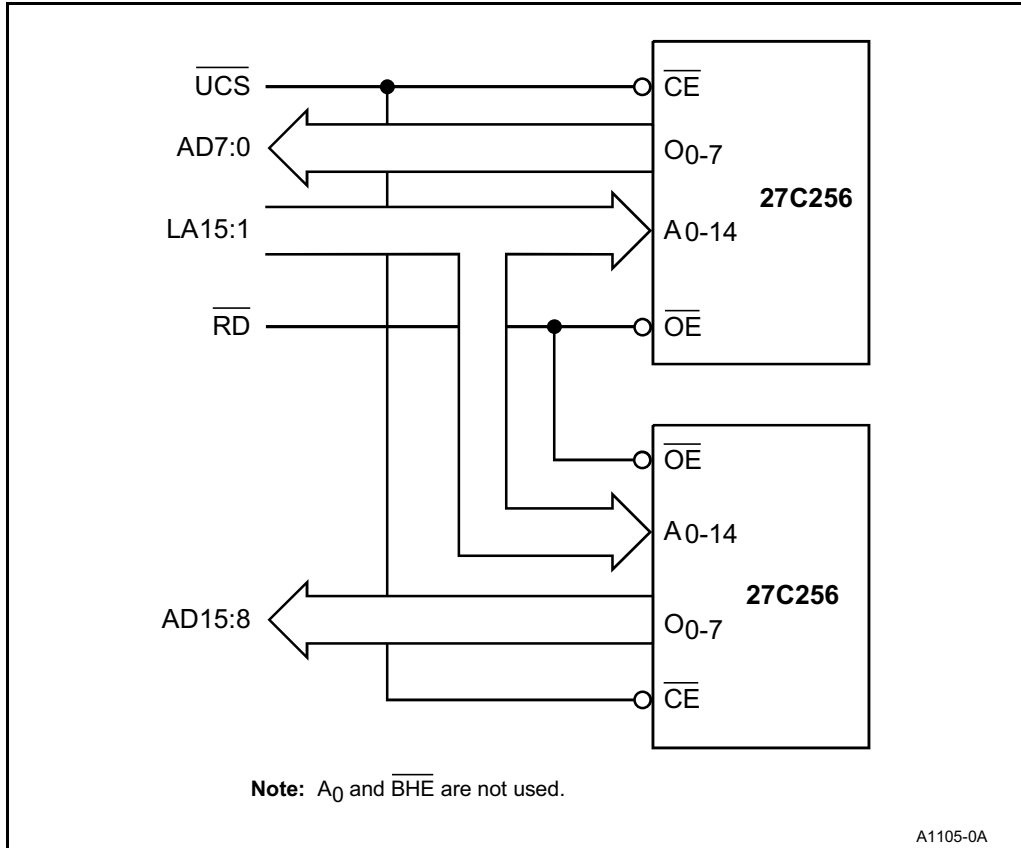 UCS
CE
AD7:0
O0-7
27C256
LA15:1
A0-14
RD
OE
OE
A0-14
27C256
AD15:8
O0-7
CE
Note: A0 and BHE are not used.
A1105-0A